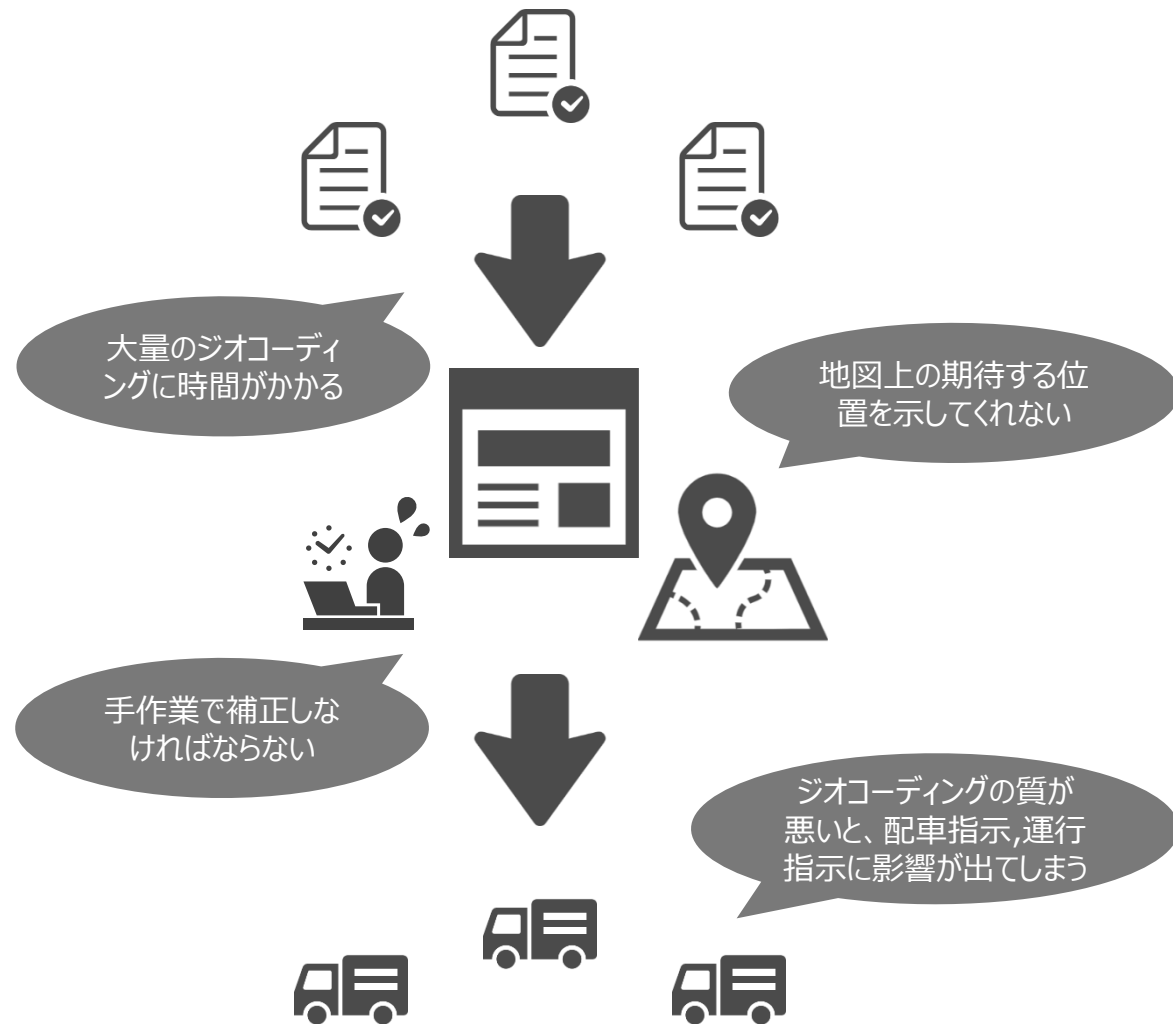 大量のジオコーディ
ングに時間がかかる
地図上の期待する位
置を示してくれない
手作業で補正しな
ければならない
ジオコーディングの質が
悪いと、配車指示,運行
指示に影響が出てしまう